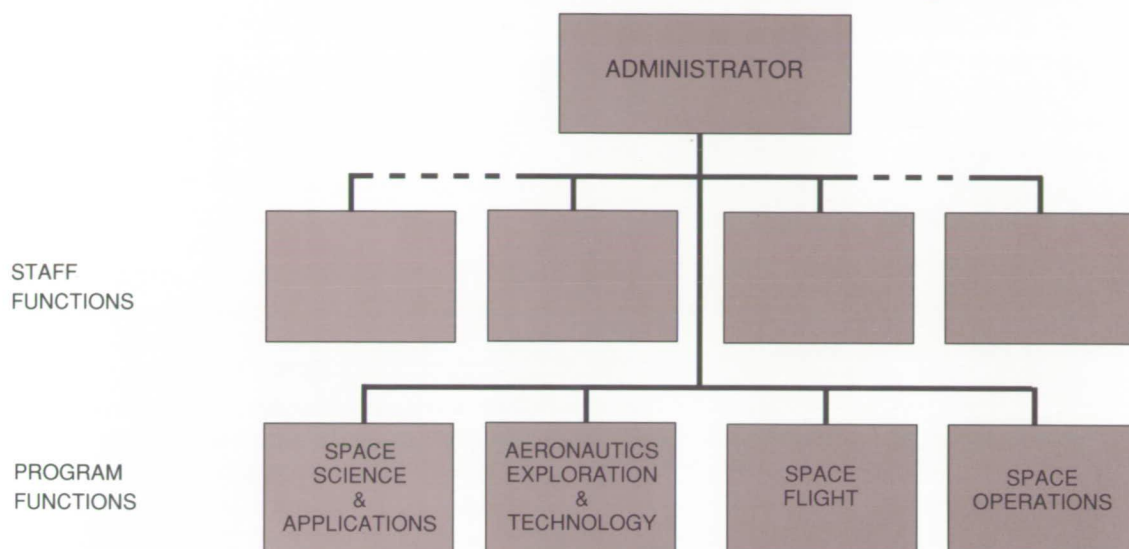 ADMINISTRATOR
STAFF
FUNCTIONS
PROGRAM
FUNCTIONS
SPACE
SCIENCE
&
APPLICATIONS
AERONAUTICS
EXPLORATION
&
TECHNOLOGY
SPACE
FLIGHT
SPACE
OPERATIONS